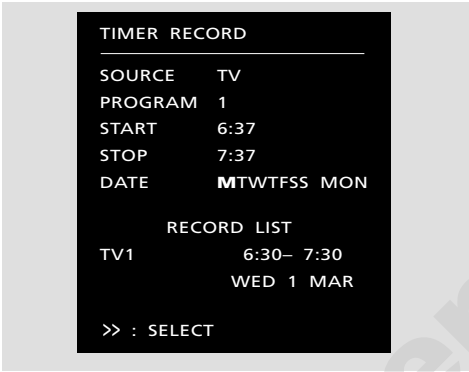 TIMER RECORD
SOURCE TV
PROGRAM 1
START 6:37
STOP 7:37
DATE MTWTFSS MON
RECORD LIST
TV1 6:30– 7:30
WED 1 MAR
>> : SELECT